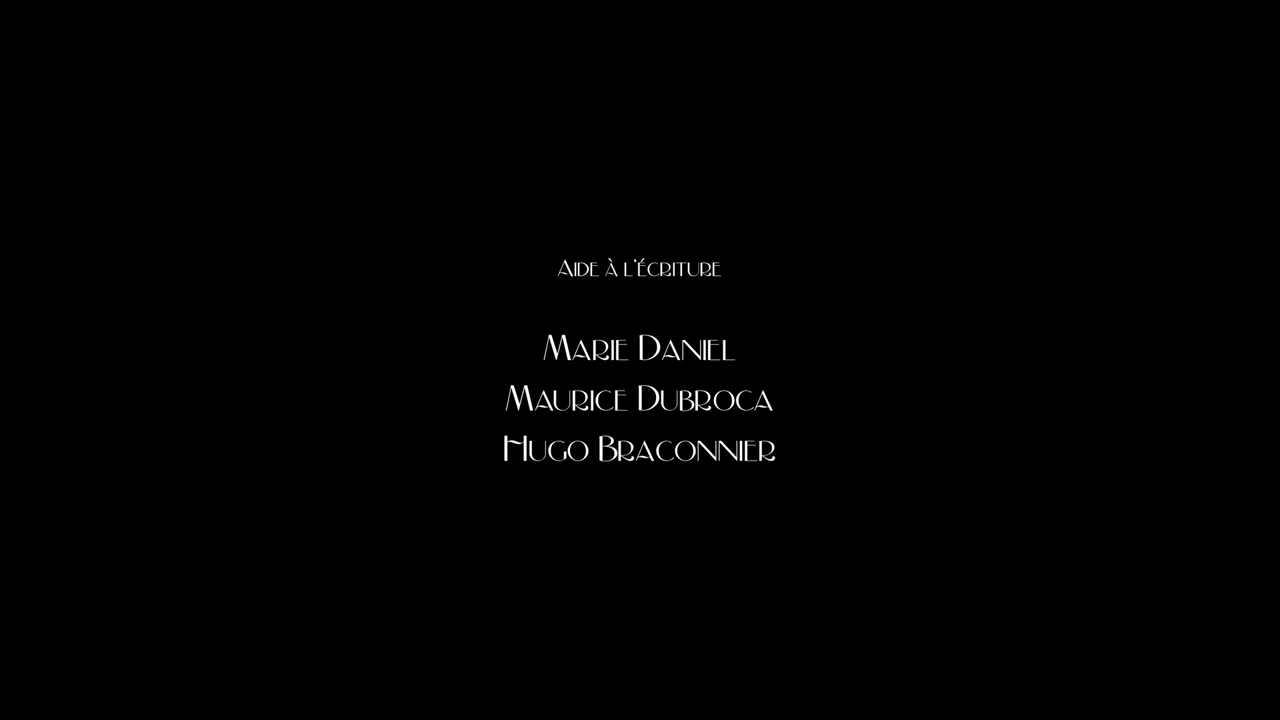 Aide à l'écriture
Marie Daniel
Maurice Dubroca
Hugo Braconnier